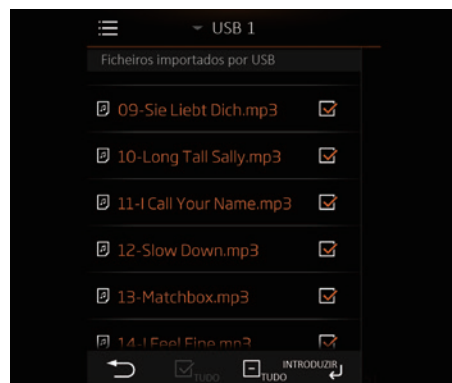 USB 1
Ficheiros importados por USB
09-Sie Liebt Dich.mp3
10-Long Tall Sally.mp3
11-I Call Your Name.mp3
12-Slow Down.mp3
13-Matchbox.mp3
14-I Feel Fine.mp3
TUDO TUDO INTRODUZIR